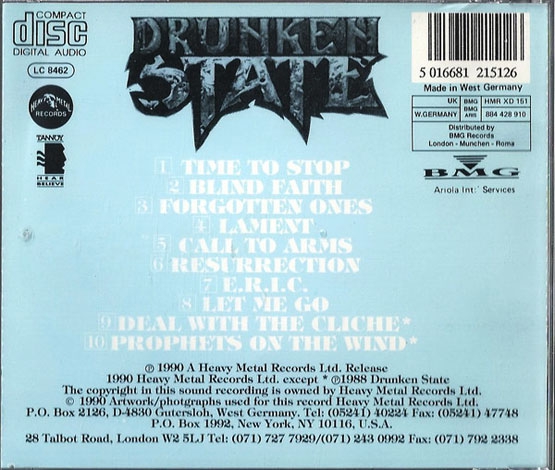 COMPACT
disc
DIGITAL AUDIO
LC 8462
HEAVY METAL
RECORDS
TANNOY
HEAR
BELIEVE
DRUNKEN
STATE
5 016681 215126
Made in West Germany
UK BMG HMR XD 151
W.GERMANY BMG ARIS 884 428 910
Distributed by
BMG Records
London - Munchen - Roma
BMG
Ariola Int:' Services
1 TIME TO STOP
2 BLIND FAITH
3 FORGOTTEN ONES
4 LAMENT
5 CALL TO ARMS
6 RESURRECTION
7 E.R.I.C.
8 LET ME GO
9 DEAL WITH THE CLICHE*
10 PROPHETS ON THE WIND*
℗ 1990 A Heavy Metal Records Ltd. Release
1990 Heavy Metal Records Ltd. except * ℗1988 Drunken State
The copyright in this sound recording is owned by Heavy Metal Records Ltd.
© 1990 Artwork/photgraphs used for this record Heavy Metal Records Ltd.
P.O. Box 2126, D-4830 Gutersloh, West Germany. Tel: (05241) 40224 Fax: (05241) 47748
P.O. Box 1992, New York, NY 10116, U.S.A.
28 Talbot Road, London W2 5LJ Tel: (071) 727 7929/(071) 243 0992 Fax: (071) 792 2338